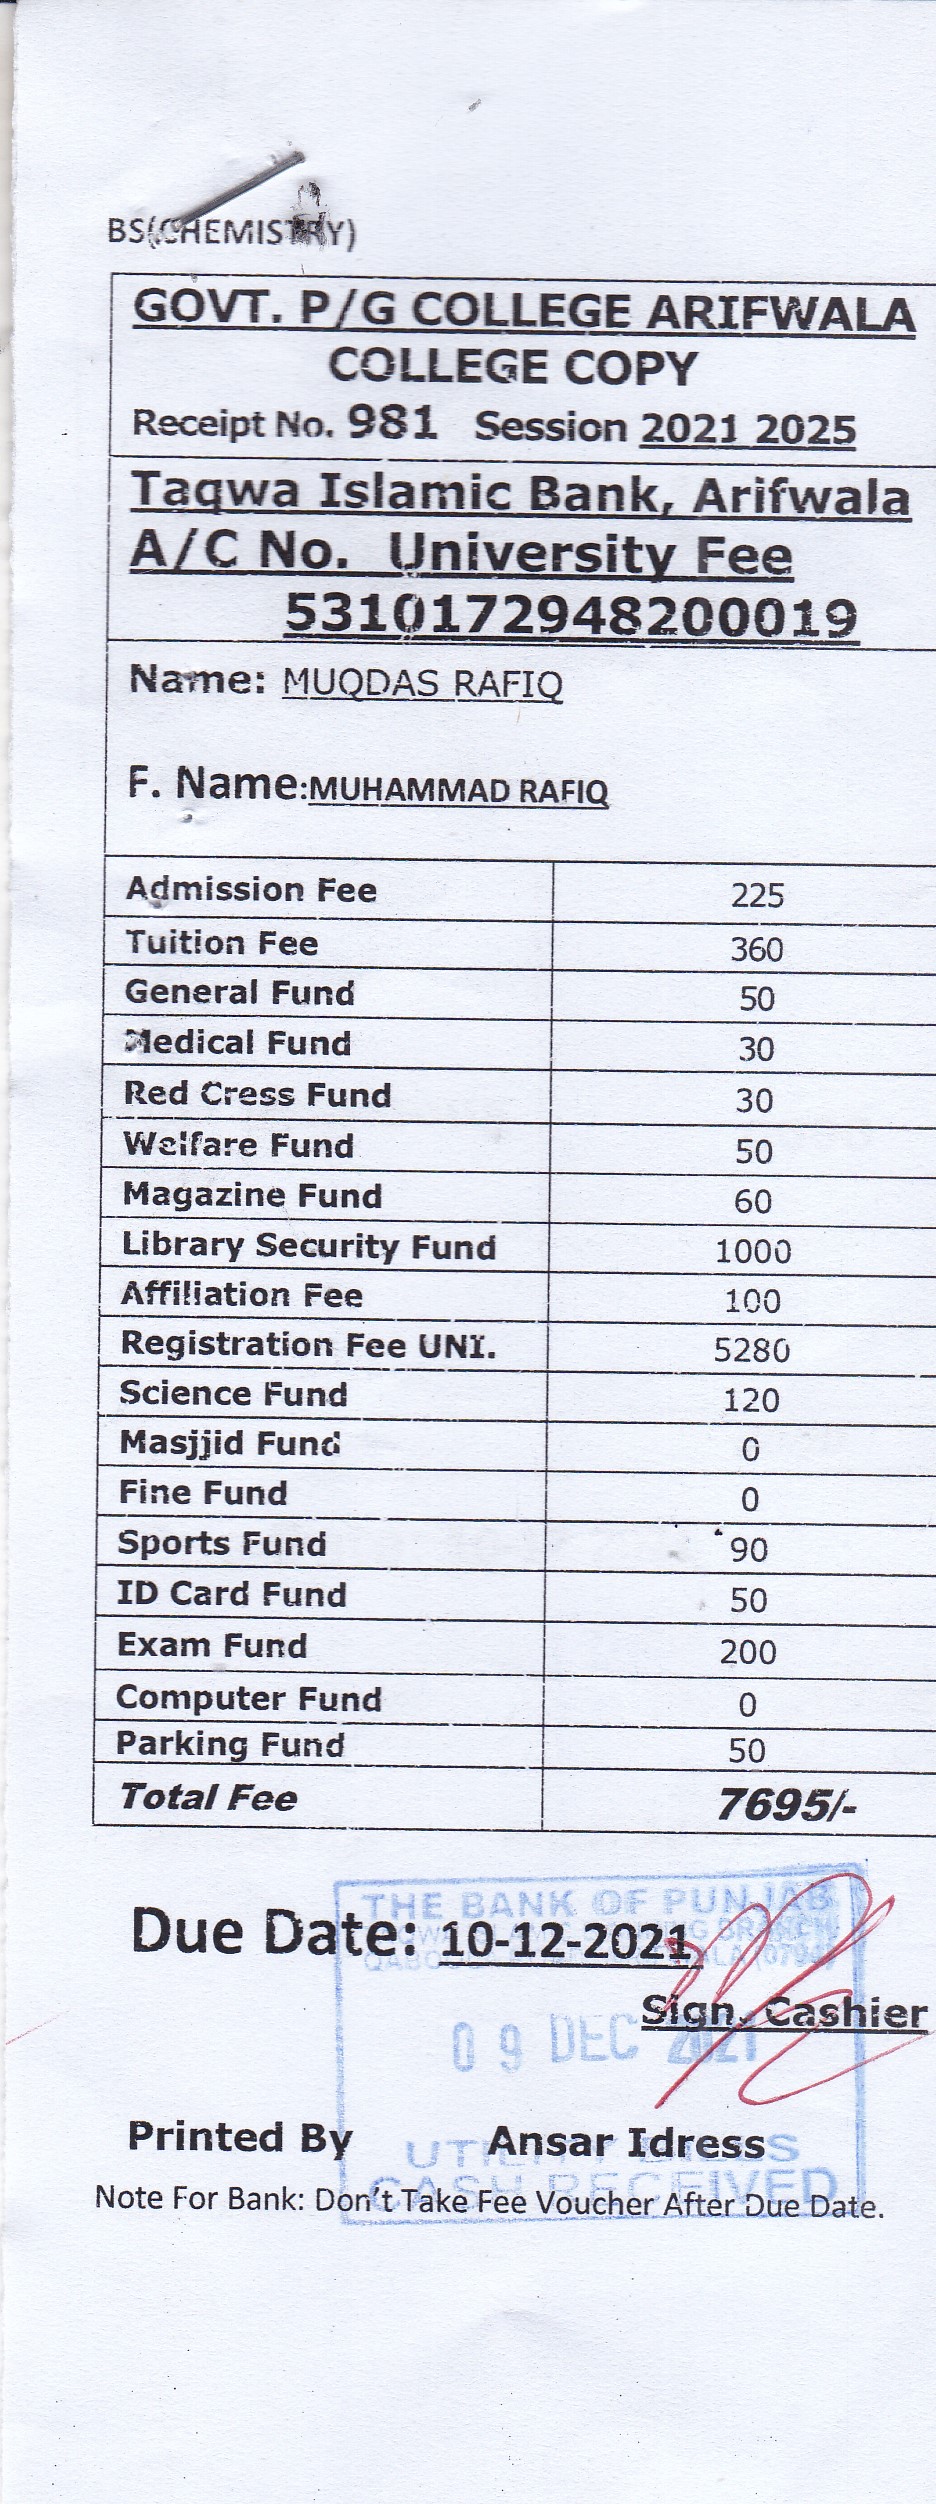 BS(CHEMISTRY)
GOVT. P/G COLLEGE ARIFWALA
COLLEGE COPY
Receipt No. 981 Session 2021 2025
Taqwa Islamic Bank, Arifwala
A/C No. University Fee
5310172948200019
Name: MUQDAS RAFIQ
F. Name:MUHAMMAD RAFIQ
Admission Fee 225
Tuition Fee 360
General Fund 50
Medical Fund 30
Red Cress Fund 30
Welfare Fund 50
Magazine Fund 60
Library Security Fund 1000
Affiliation Fee 100
Registration Fee UNI. 5280
Science Fund 120
Masjjid Fund 0
Fine Fund 0
Sports Fund 90
ID Card Fund 50
Exam Fund 200
Computer Fund 0
Parking Fund 50
Total Fee 7695/-
THE BANK OF PUNJAB
Due Date: 10-12-2021
Sign. Cashier
09 DEC 2021
Printed By Ansar Idress
UTILITY BILLS
CASH RECEIVED
Note For Bank: Don't Take Fee Voucher After Due Date.